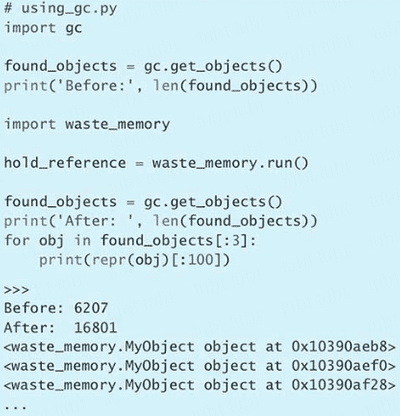 # using_gc.py
import gc

found_objects = gc.get_objects()
print('Before:', len(found_objects))

import waste_memory

hold_reference = waste_memory.run()

found_objects = gc.get_objects()
print('After: ', len(found_objects))
for obj in found_objects[:3]:
    print(repr(obj)[:100])

>>>
Before: 6207
After:  16801
<waste_memory.MyObject object at 0x10390aeb8>
<waste_memory.MyObject object at 0x10390aef0>
<waste_memory.MyObject object at 0x10390af28>
...